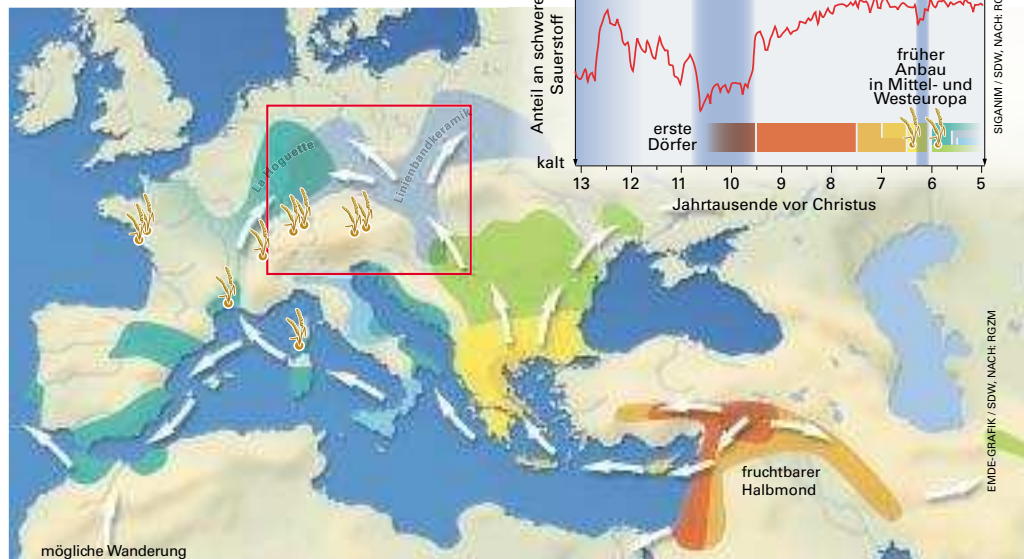 Anteil an schwerem
Sauerstoff
kalt
früher
Anbau
in Mittel- und
Westeuropa
erste
Dörfer
13 12 11 10 9 8 7 6 5
Jahrtausende vor Christus
SIGANIM / SDW, NACH:
La Hoguette
Linienbandkeramik
fruchtbarer
Halbmond
mögliche Wanderung
EMDE-GRAFIK / SDW, NACH: RGZM